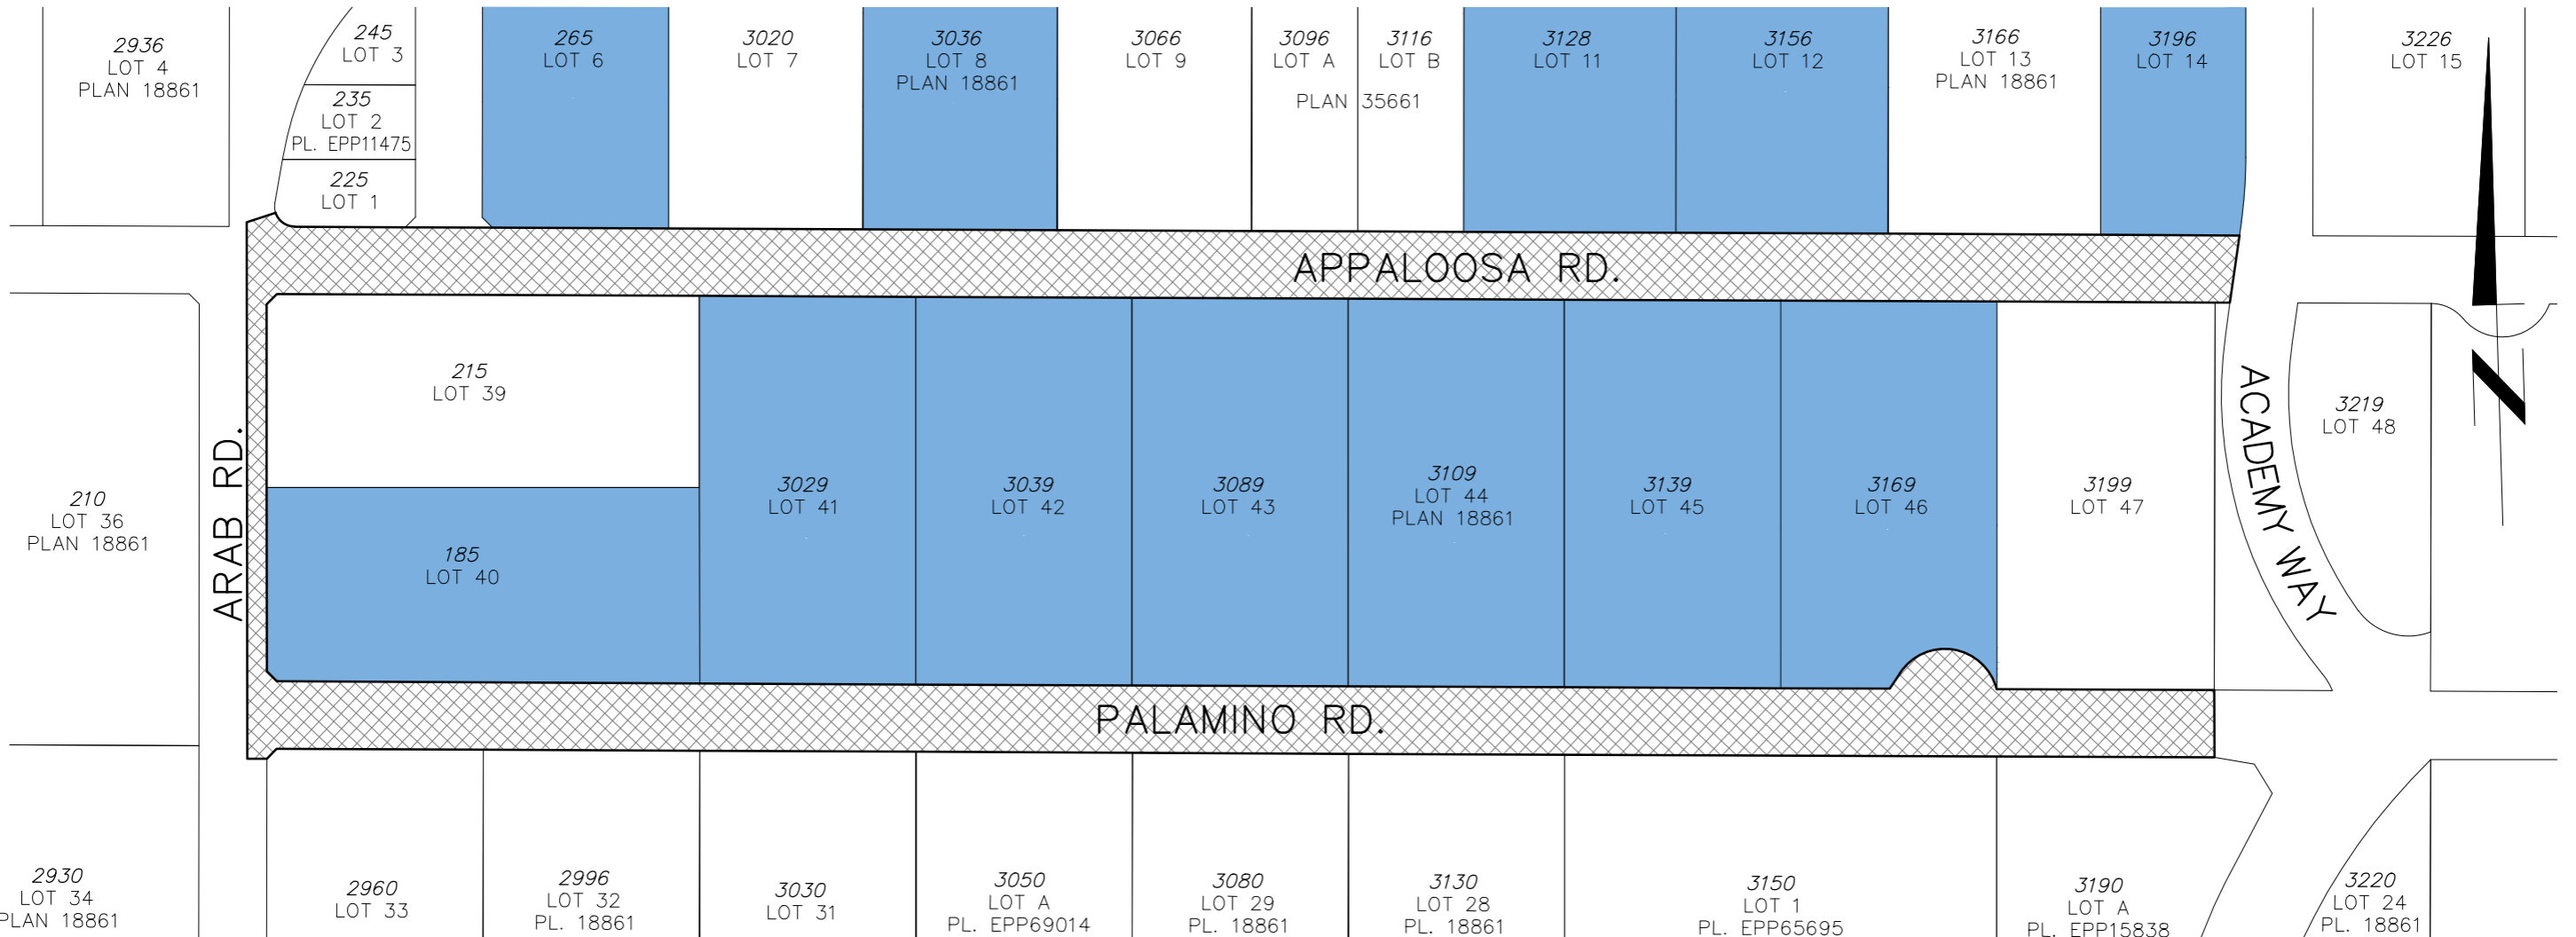 2936
LOT 4
PLAN 18861
245
LOT 3
235
LOT 2
PL. EPP11475
225
LOT 1
265
LOT 6
3020
LOT 7
3036
LOT 8
PLAN 18861
3066
LOT 9
3096
LOT A
3116
LOT B
PLAN 35661
3128
LOT 11
3156
LOT 12
3166
LOT 13
PLAN 18861
3196
LOT 14
3226
LOT 15
APPALOOSA RD.
215
LOT 39
210
LOT 36
PLAN 18861
ARAB RD.
185
LOT 40
3029
LOT 41
3039
LOT 42
3089
LOT 43
3109
LOT 44
PLAN 18861
3139
LOT 45
3169
LOT 46
3199
LOT 47
ACADEMY WAY
3219
LOT 48
N
PALAMINO RD.
2930
LOT 34
PLAN 18861
2960
LOT 33
2996
LOT 32
PL. 18861
3030
LOT 31
3050
LOT A
PL. EPP69014
3080
LOT 29
PL. 18861
3130
LOT 28
PL. 18861
3150
LOT 1
PL. EPP65695
3190
LOT A
PL. EPP15838
3220
LOT 24
PL. 18861